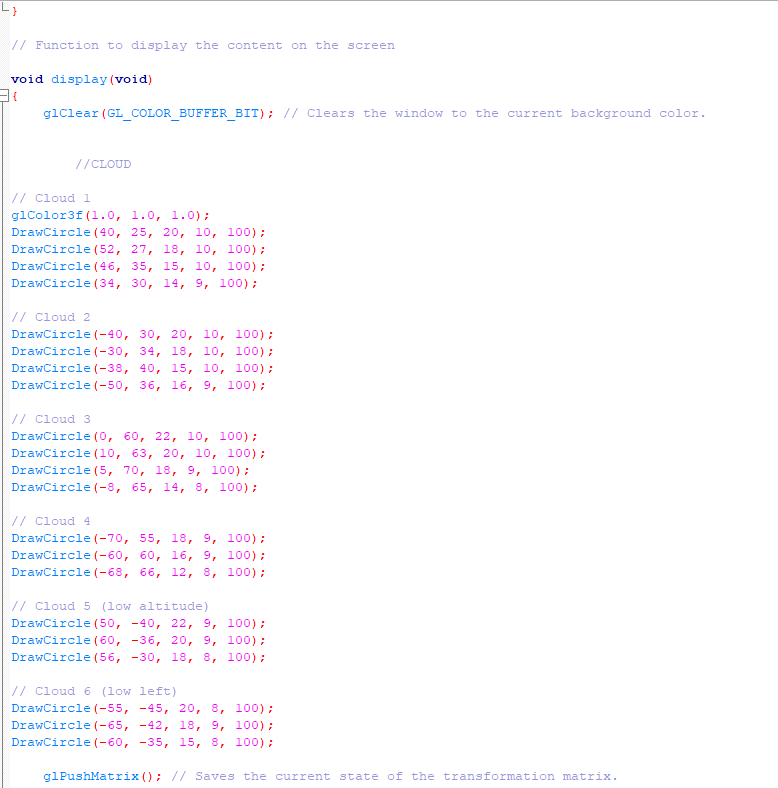 }
// Function to display the content on the screen
void display(void)
{
glClear(GL_COLOR_BUFFER_BIT); // Clears the window to the current background color.
//CLOUD
// Cloud 1
glColor3f(1.0, 1.0, 1.0);
DrawCircle(40, 25, 20, 10, 100);
DrawCircle(52, 27, 18, 10, 100);
DrawCircle(46, 35, 15, 10, 100);
DrawCircle(34, 30, 14, 9, 100);
// Cloud 2
DrawCircle(-40, 30, 20, 10, 100);
DrawCircle(-30, 34, 18, 10, 100);
DrawCircle(-38, 40, 15, 10, 100);
DrawCircle(-50, 36, 16, 9, 100);
// Cloud 3
DrawCircle(0, 60, 22, 10, 100);
DrawCircle(10, 63, 20, 10, 100);
DrawCircle(5, 70, 18, 9, 100);
DrawCircle(-8, 65, 14, 8, 100);
// Cloud 4
DrawCircle(-70, 55, 18, 9, 100);
DrawCircle(-60, 60, 16, 9, 100);
DrawCircle(-68, 66, 12, 8, 100);
// Cloud 5 (low altitude)
DrawCircle(50, -40, 22, 9, 100);
DrawCircle(60, -36, 20, 9, 100);
DrawCircle(56, -30, 18, 8, 100);
// Cloud 6 (low left)
DrawCircle(-55, -45, 20, 8, 100);
DrawCircle(-65, -42, 18, 9, 100);
DrawCircle(-60, -35, 15, 8, 100);
glPushMatrix(); // Saves the current state of the transformation matrix.